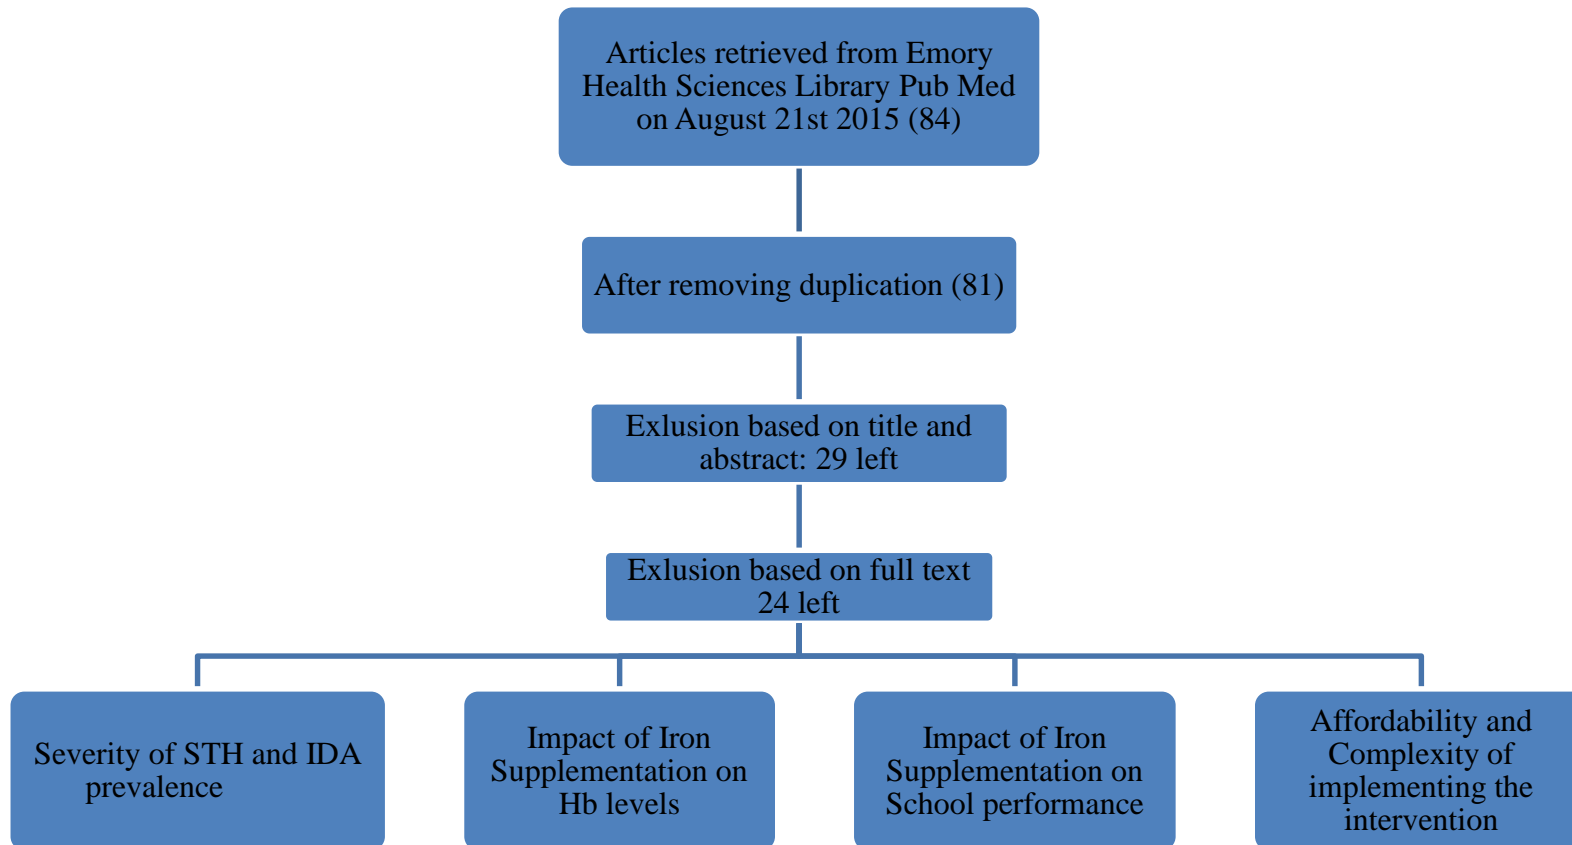 Articles retrieved from Emory
Health Sciences Library Pub Med
on August 21st 2015 (84)
After removing duplication (81)
Exlusion based on title and
abstract: 29 left
Exlusion based on full text
24 left
Severity of STH and IDA
prevalence
Impact of Iron
Supplementation on
Hb levels
Impact of Iron
Supplementation on
School performance
Affordability and
Complexity of
implementing the
intervention